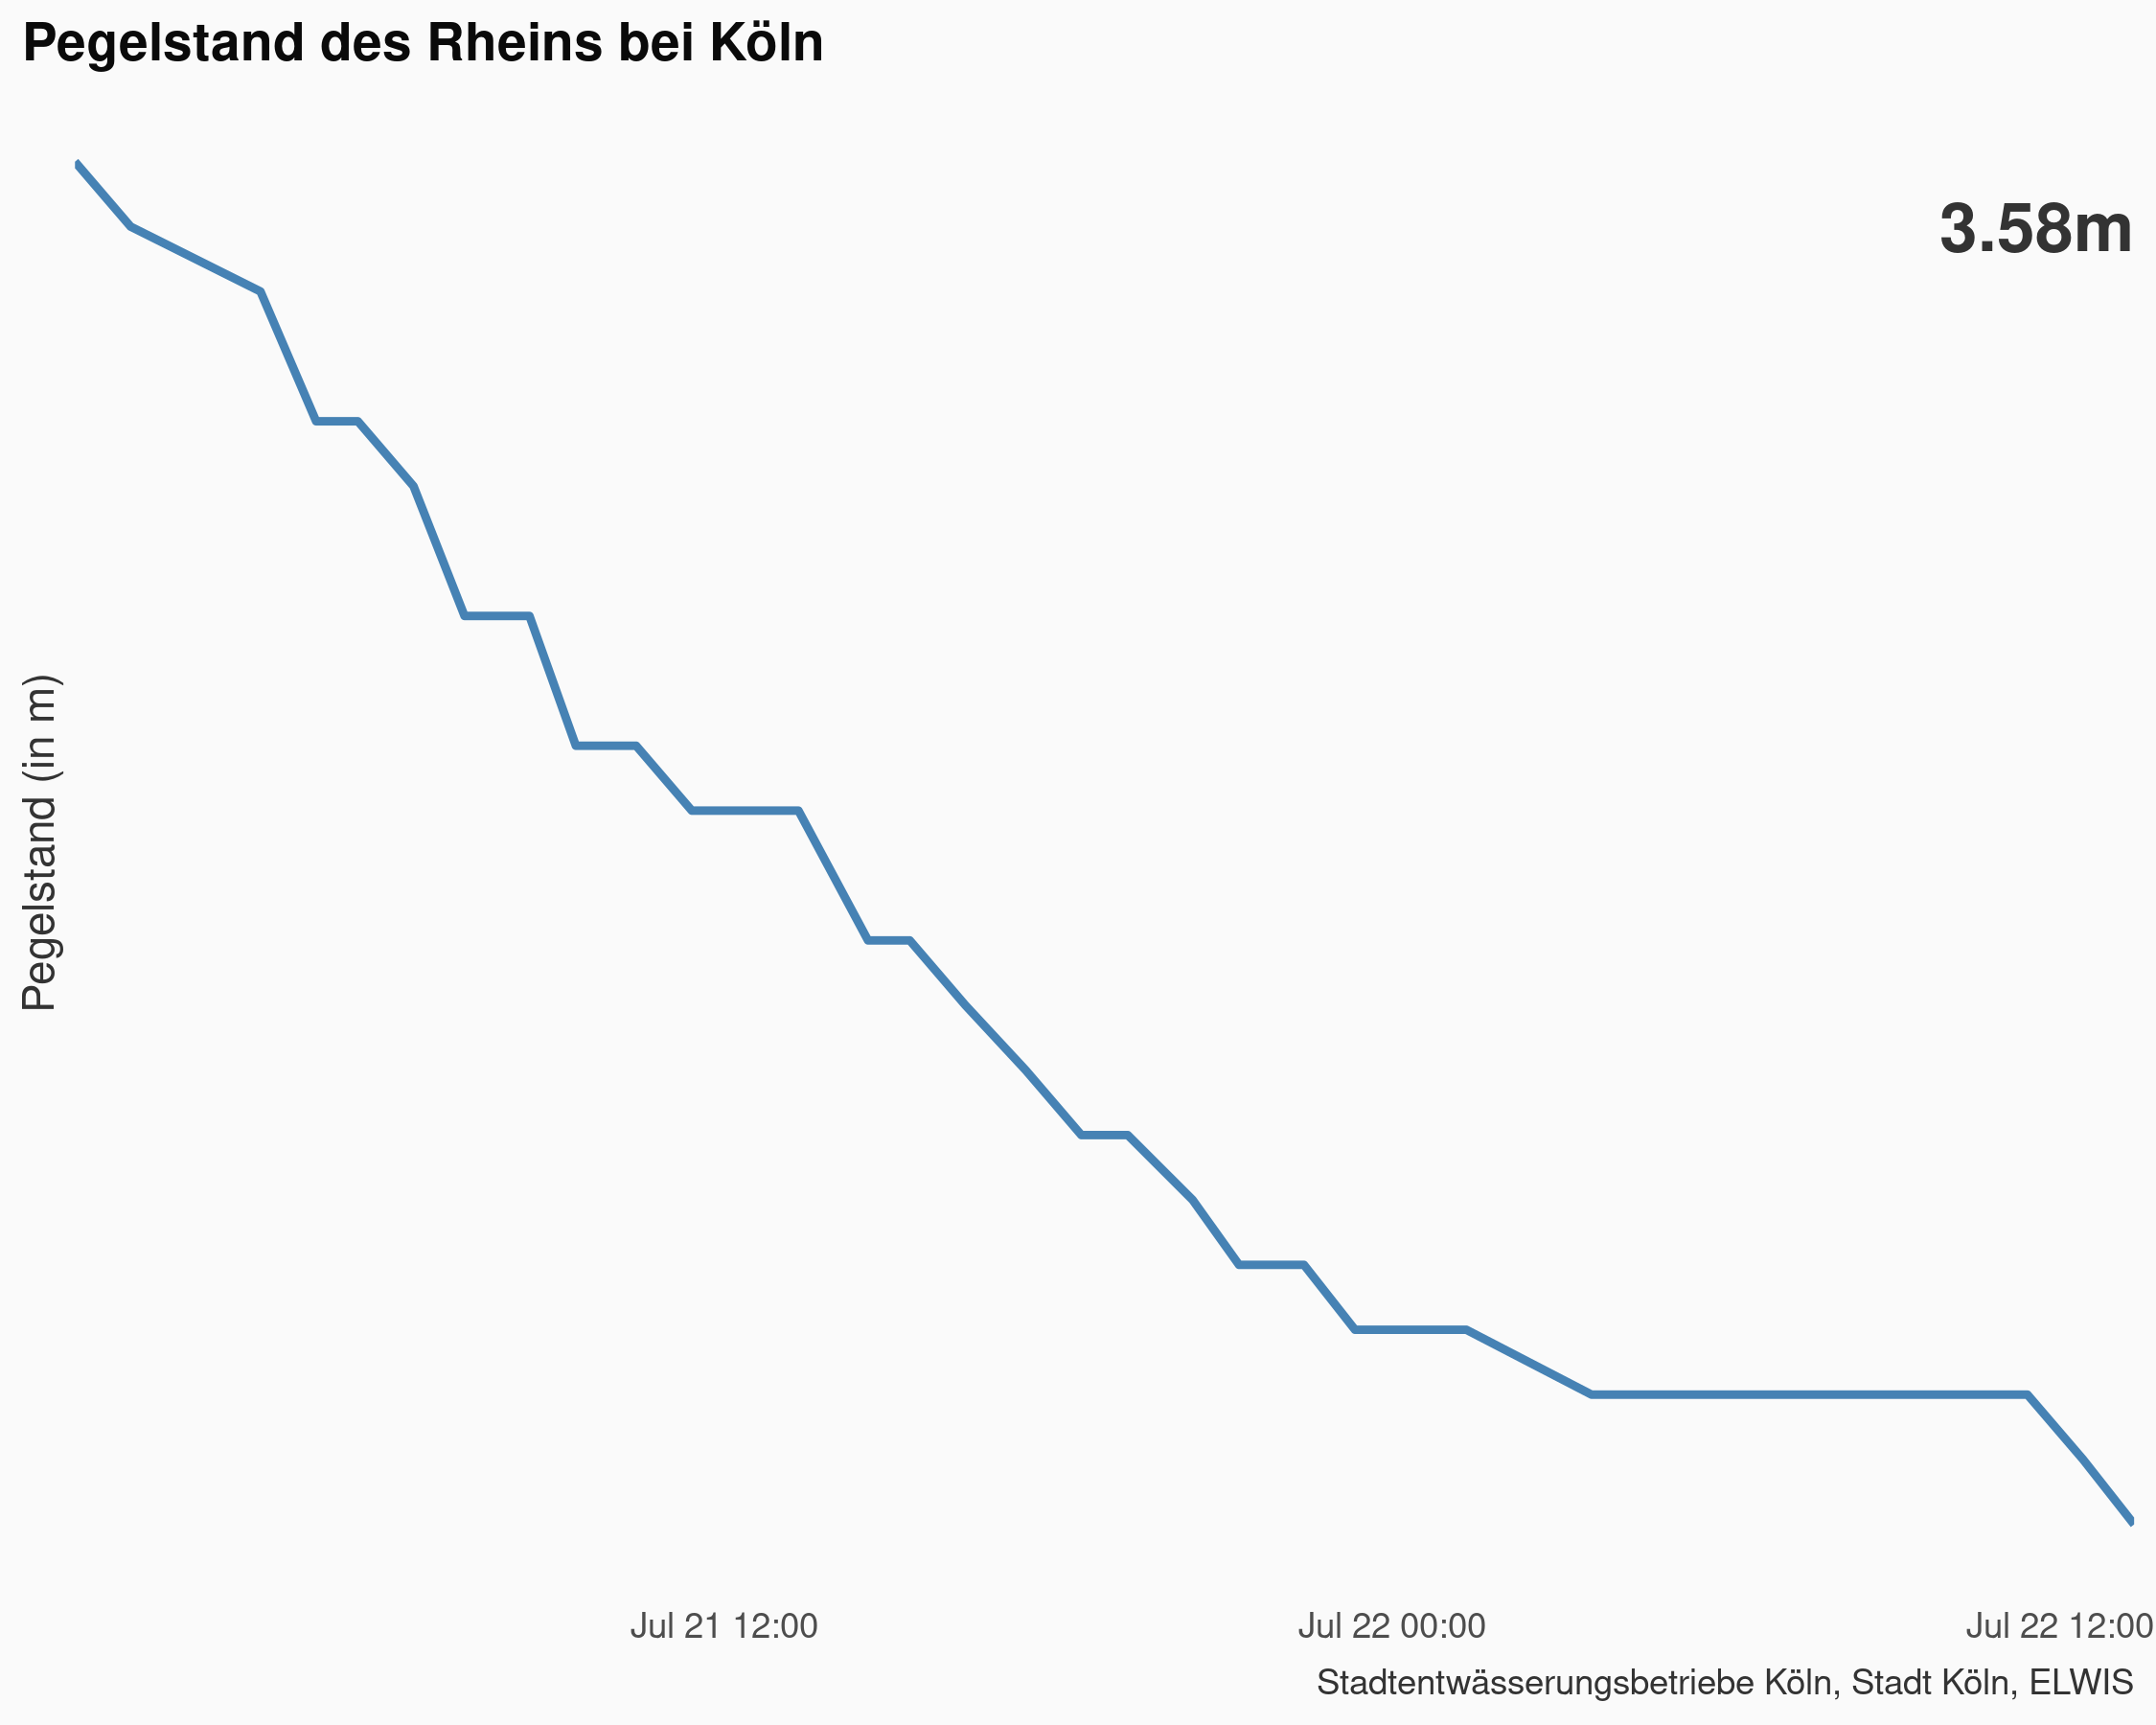 Pegelstand des Rheins bei Köln
3.58m
Pegelstand (in m)
Jul 21 12:00
Jul 22 00:00
Jul 22 12:00
Stadtentwässerungsbetriebe Köln, Stadt Köln, ELWIS